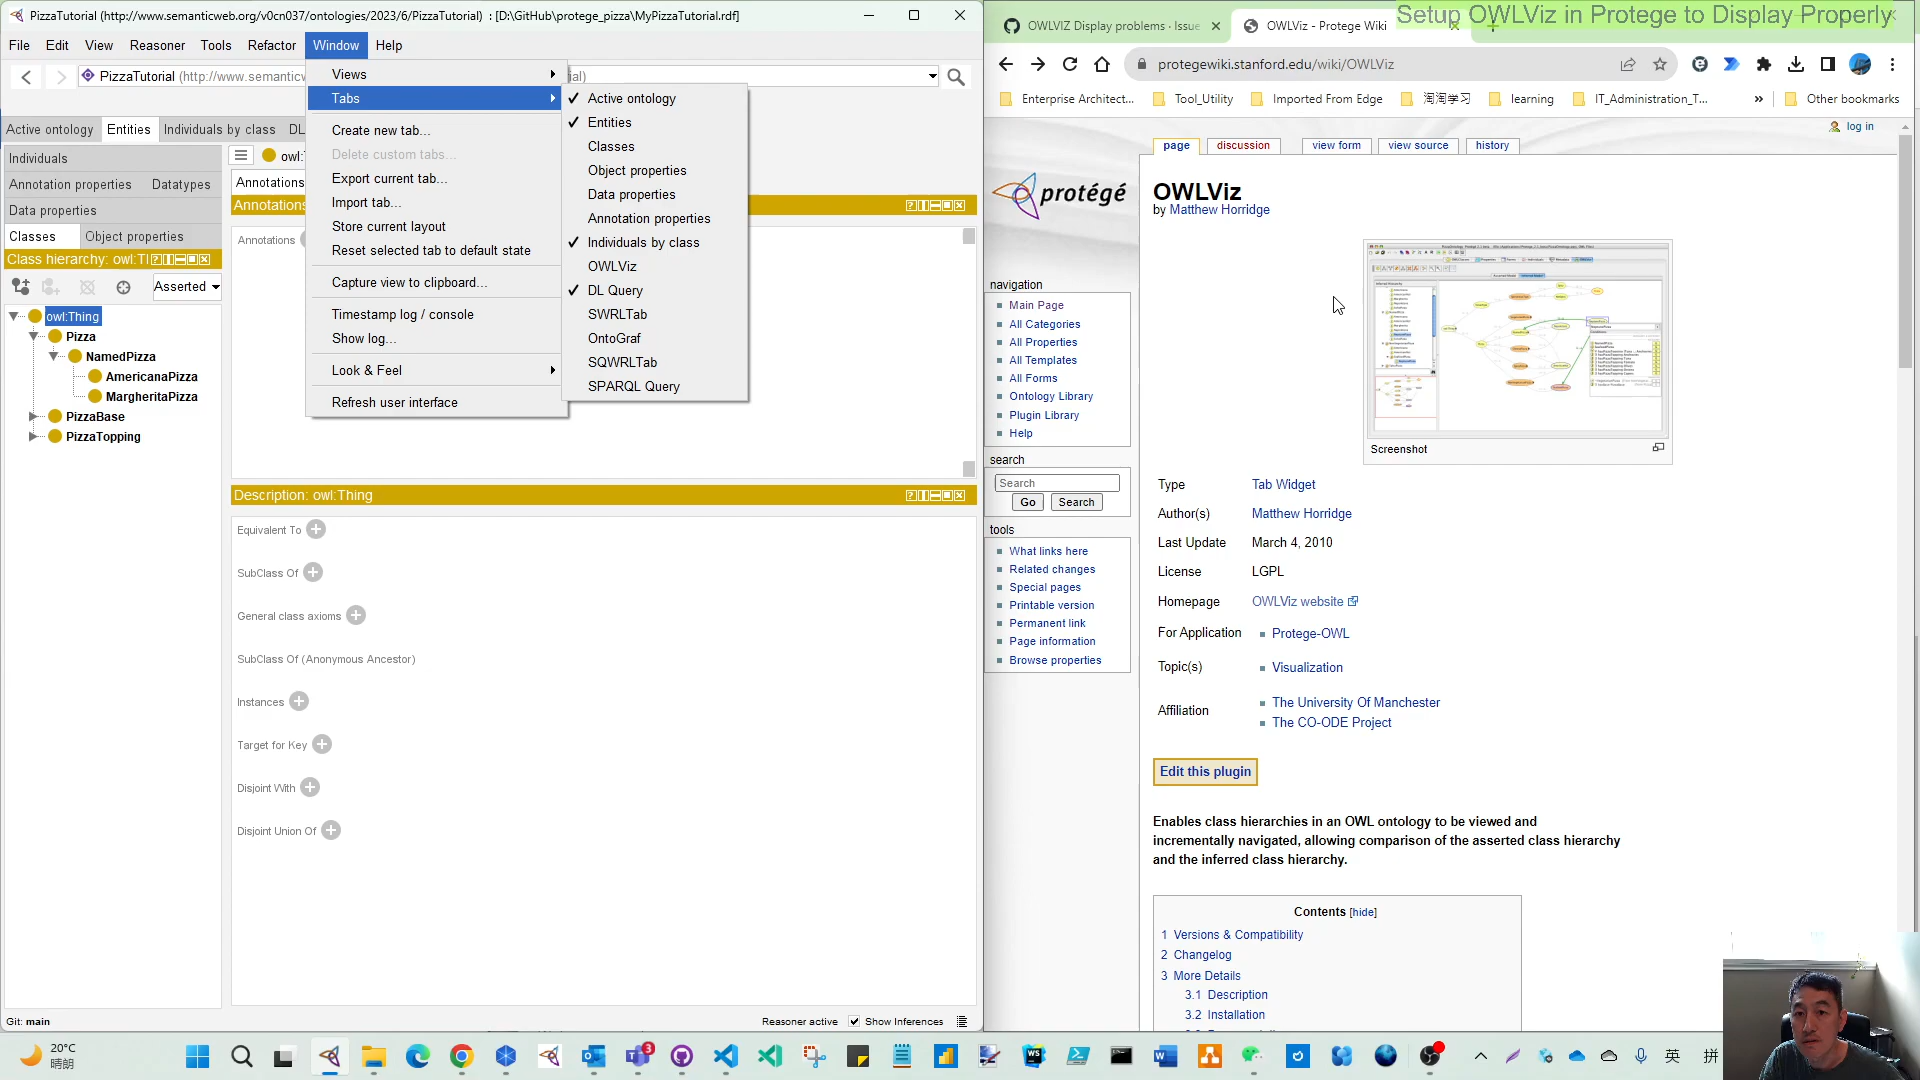 PizzaTutorial (http://www.semanticweb.org/v0cn037/ontologies/2023/6/PizzaTutorial)  : [D:\GitHub\protege_pizza\MyPizzaTutorial.rdf]
File Edit View Reasoner Tools Refactor Window Help
PizzaTutorial (http://www.semanticw
ial)
Active ontology Entities Individuals by class DL
Individuals
Annotation properties Datatypes
Data properties
Classes Object properties
Class hierarchy: owl:Tl
Asserted
owl:Thing
Pizza
NamedPizza
AmericanaPizza
MargheritaPizza
PizzaBase
PizzaTopping
Views
Tabs
Create new tab...
Delete custom tabs...
Export current tab...
Import tab...
Store current layout
Reset selected tab to default state
Capture view to clipboard...
Timestamp log / console
Show log...
Look & Feel
Refresh user interface
Active ontology
Entities
Classes
Object properties
Data properties
Annotation properties
Individuals by class
OWLViz
DL Query
SWRLTab
OntoGraf
SQWRLTab
SPARQL Query
owl:
Annotations
Annotations
Annotations
Description: owl:Thing
Equivalent To
SubClass Of
General class axioms
SubClass Of (Anonymous Ancestor)
Instances
Target for Key
Disjoint With
Disjoint Union Of
Git: main
Reasoner active Show Inferences
OWLVIZ Display problems · Issue
OWLViz - Protege Wiki
Setup OWLViz in Protege to Display Properly
protegewiki.stanford.edu/wiki/OWLViz
Enterprise Architect... Tool_Utility Imported From Edge 淘淘学习 learning IT_Administration_T... » Other bookmarks
log in
page discussion view form view source history
protégé
navigation
Main Page
All Categories
All Properties
All Templates
All Forms
Ontology Library
Plugin Library
Help
search
Search
Go Search
tools
What links here
Related changes
Special pages
Printable version
Permanent link
Page information
Browse properties
OWLViz
by Matthew Horridge
Screenshot
Type Tab Widget
Author(s) Matthew Horridge
Last Update March 4, 2010
License LGPL
Homepage OWLViz website
For Application Protege-OWL
Topic(s) Visualization
Affiliation The University Of Manchester
The CO-ODE Project
Edit this plugin
Enables class hierarchies in an OWL ontology to be viewed and
incrementally navigated, allowing comparison of the asserted class hierarchy
and the inferred class hierarchy.
Contents [hide]
1 Versions & Compatibility
2 Changelog
3 More Details
3.1 Description
3.2 Installation
20°C
晴朗
3
英 拼